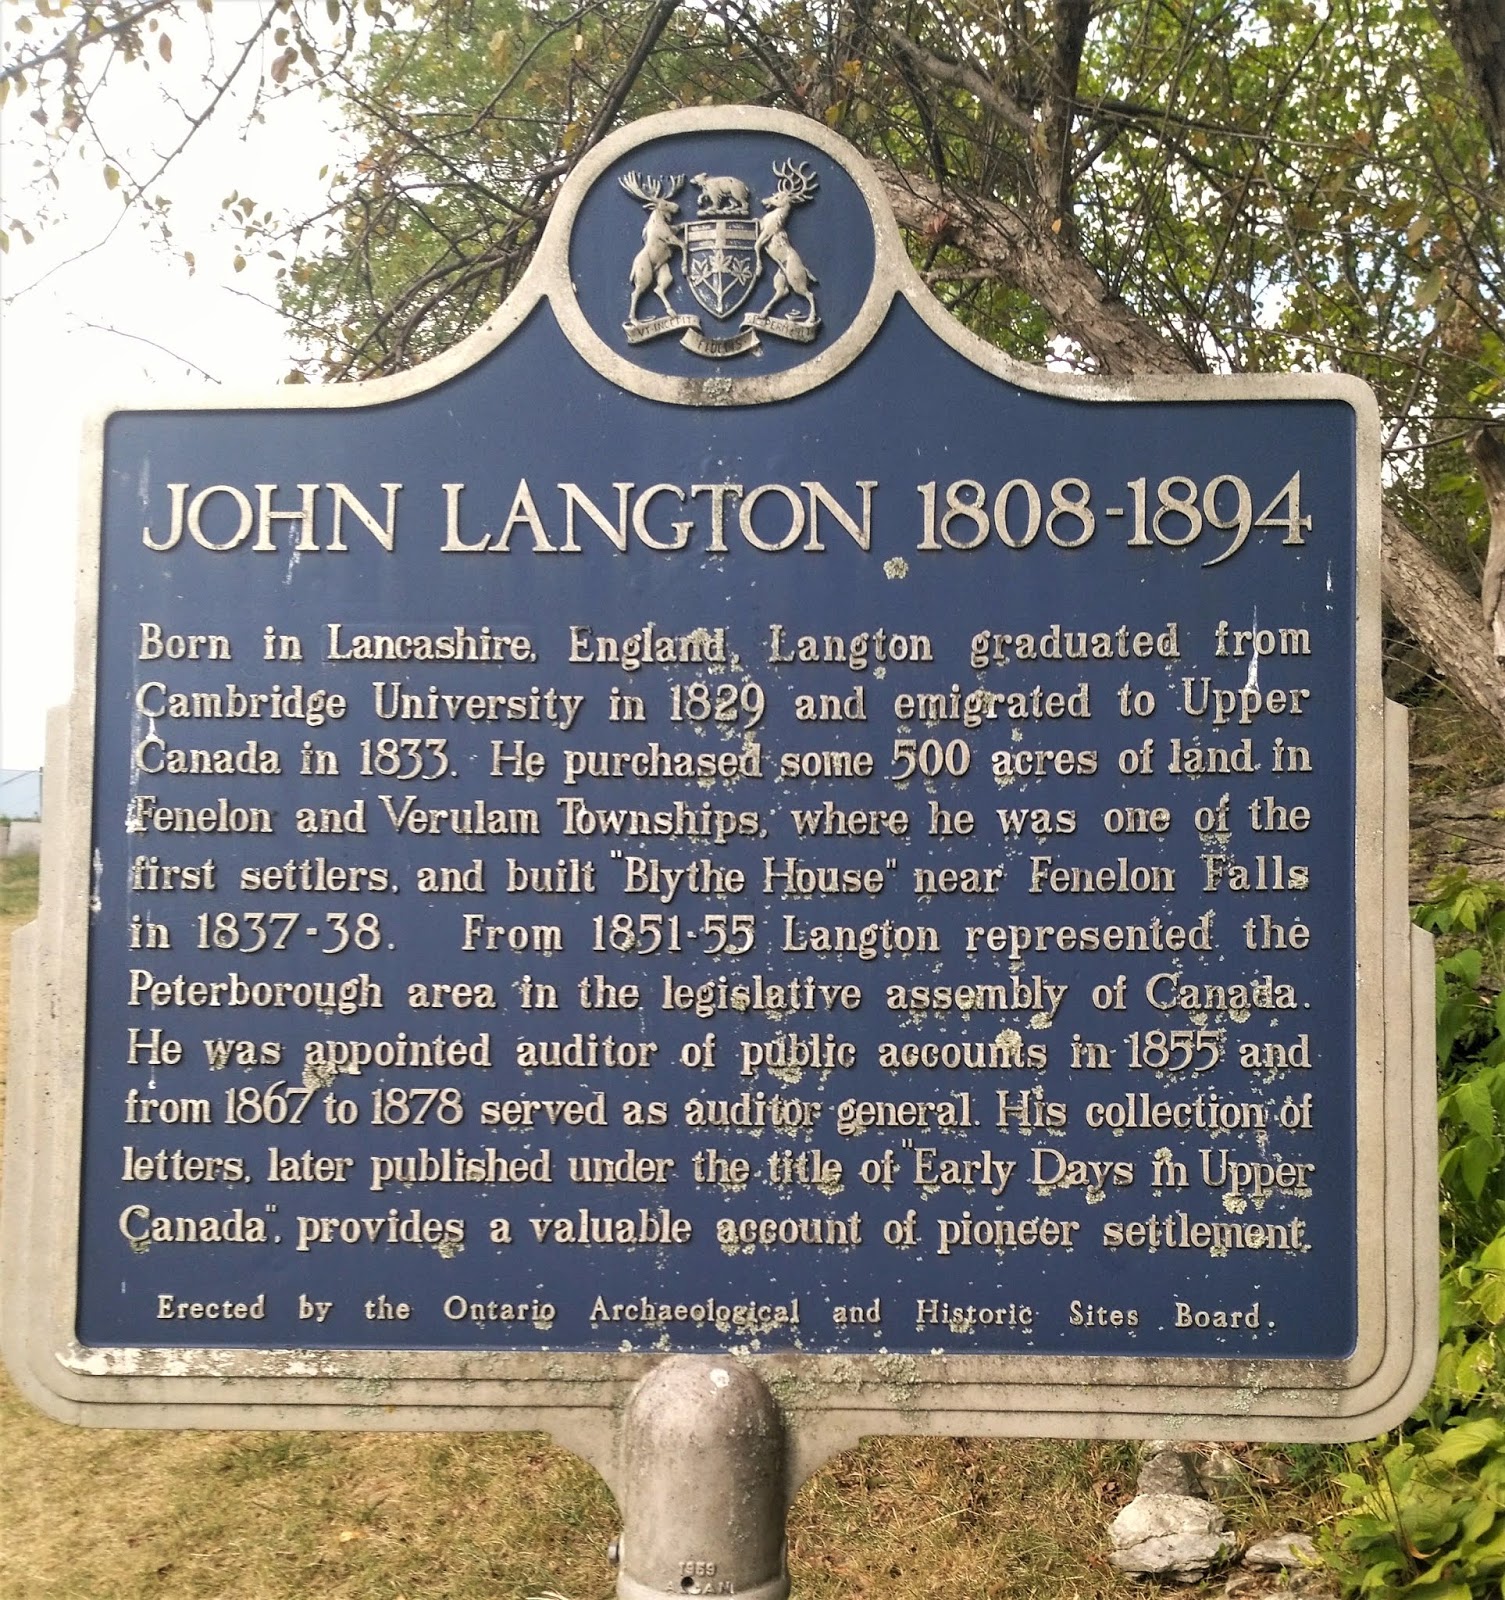 UT INCEPIT
FIDELIS
JOHN LANGTON 1808-1894
Born in Lancashire, England, Langton graduated from
Cambridge University in 1829 and emigrated to Upper
Canada in 1833. He purchased some 500 acres of land in
Fenelon and Verulam Townships, where he was one of the
first settlers, and built "Blythe House" near Fenelon Falls
in 1837-38. From 1851-55 Langton represented the
Peterborough area in the legislative assembly of Canada.
He was appointed auditor of public accounts in 1855 and
from 1867 to 1878 served as auditor general. His collection of
letters, later published under the title of "Early Days in Upper
Canada", provides a valuable account of pioneer settlement.
Erected by the Ontario Archaeological and Historic Sites Board.
1959